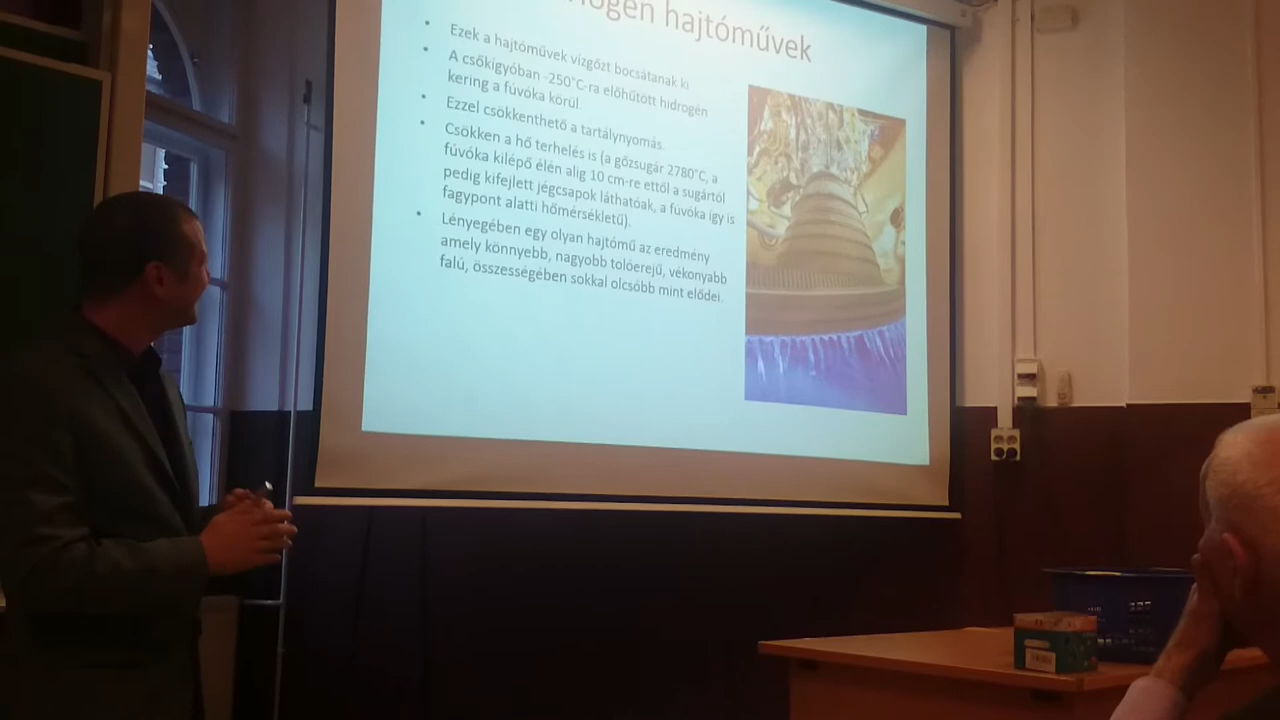 hajtóművek
Ezek a hajtóművek vízgőzt bocsátanak ki
A csőkígyóban -250°C-ra előhűtött hidrogén
kering a fúvóka körül.
Ezzel csökkenthető a tartálynyomás.
Csökken a hő terhelés is (a gőzsugár 2780°C, a
fúvóka kilépő élén alig 10 cm-re ettől a sugártól
pedig kifejlett jégcsapok láthatóak, a fúvóka így is
fagypont alatti hőmérsékletű).
Lényegében egy olyan hajtómű az eredmény
amely könnyebb, nagyobb tolóerejű, vékonyabb
falú, összességében sokkal olcsóbb mint elődei.